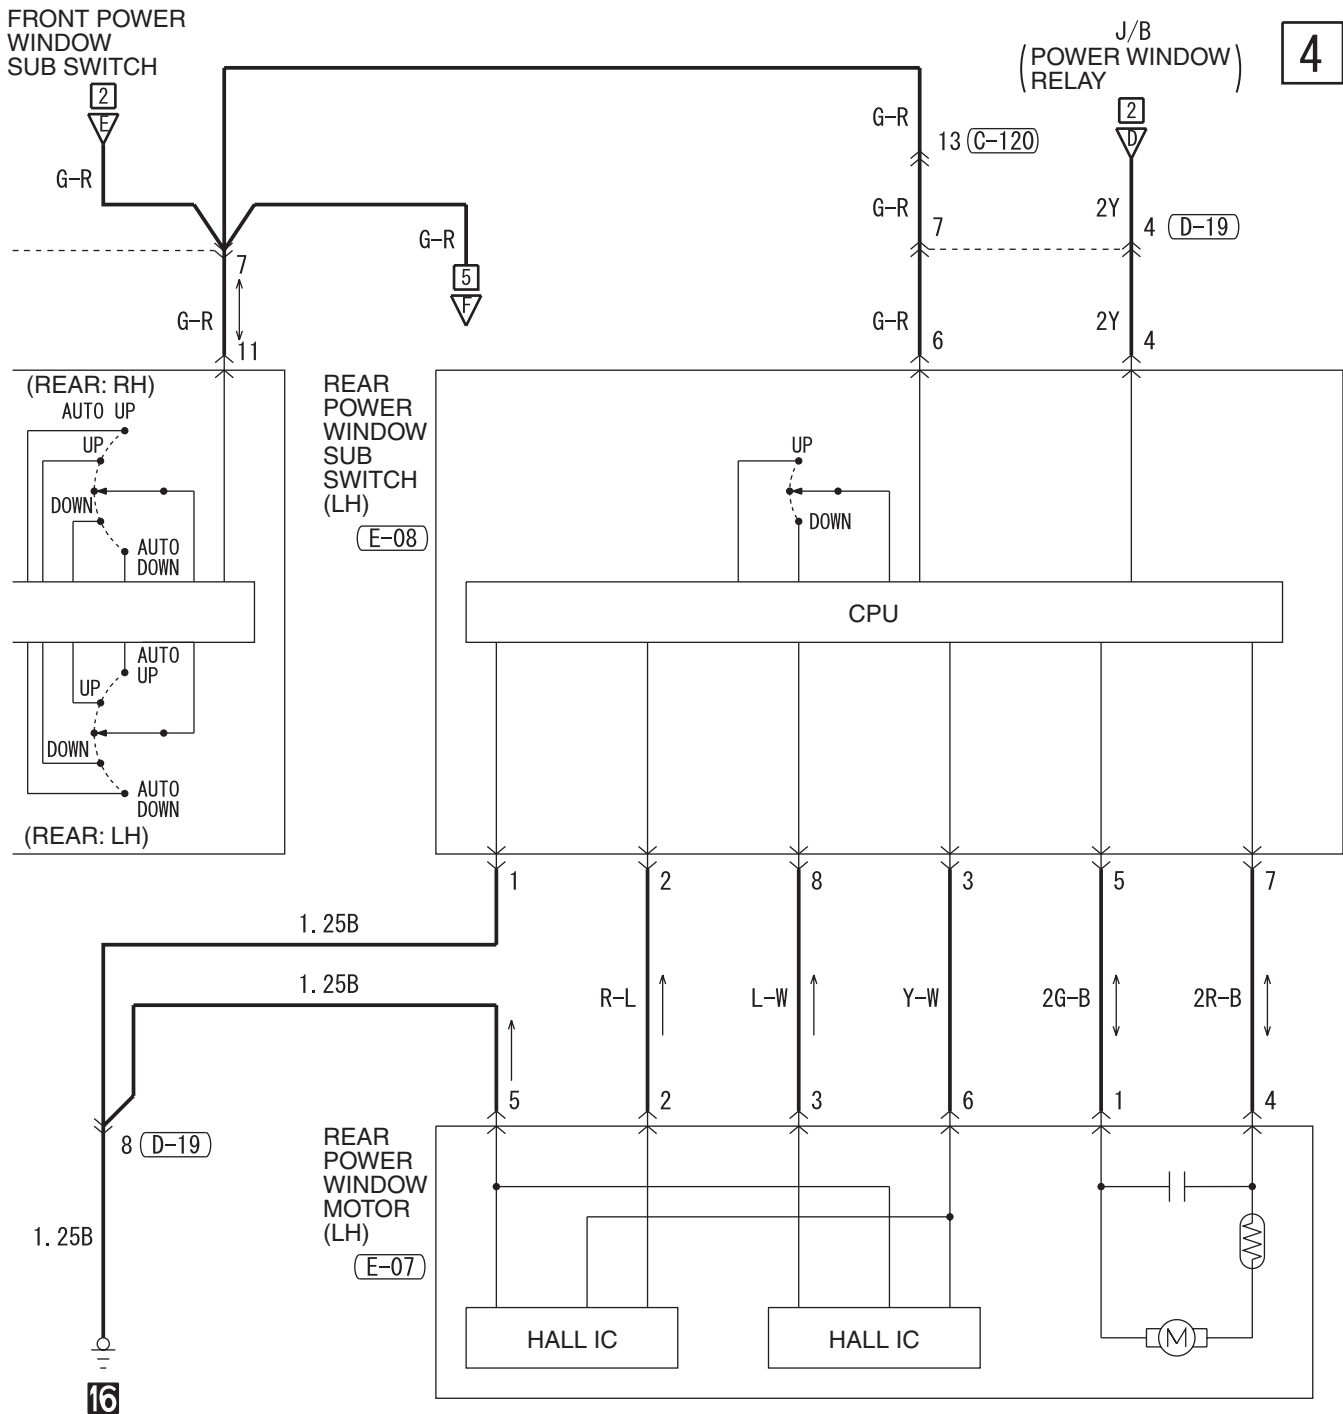 FRONT POWER
WINDOW
SUB SWITCH
2
E
G-R
J/B
(POWER WINDOW
RELAY)
4
2
D
G-R
13 C-120
G-R
7
2Y
4 D-19
G-R
5
F
7
G-R
11
G-R
6
2Y
4
(REAR: RH)
AUTO UP
UP
DOWN
AUTO
DOWN
REAR
POWER
WINDOW
SUB
SWITCH
(LH)
E-08
UP
DOWN
CPU
AUTO
UP
UP
DOWN
AUTO
DOWN
(REAR: LH)
1
2
8
3
5
7
1.25B
1.25B
R-L
L-W
Y-W
2G-B
2R-B
5
2
3
6
1
4
8 D-19
REAR
POWER
WINDOW
MOTOR
(LH)
E-07
1.25B
HALL IC
HALL IC
M
16